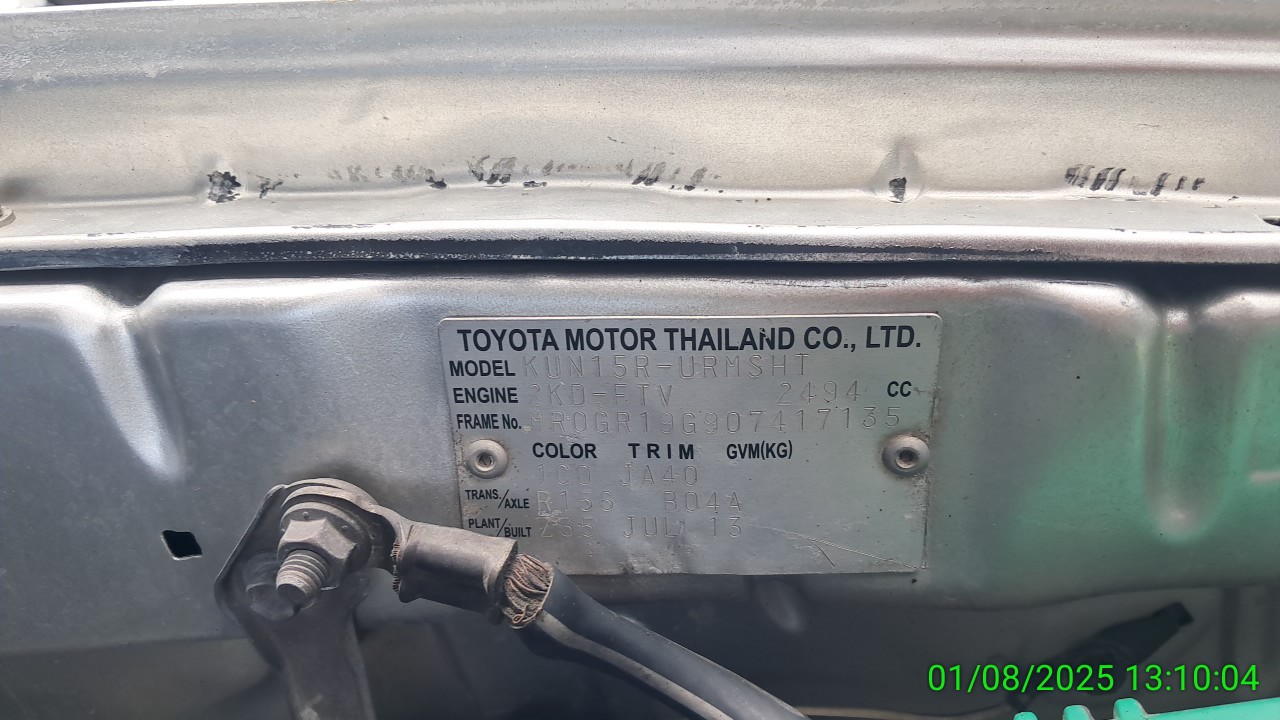 TOYOTA MOTOR THAILAND CO., LTD.
MODEL KUN15R-URMSHT
ENGINE 2KD-FTV 2494 CC
FRAME No. MR0GR19G907417135
COLOR TRIM GVM(KG)
1C0 JA40
TRANS./AXLE R155 B04A
PLANT/BUILT Z35 JUL 13
01/08/2025 13:10:04